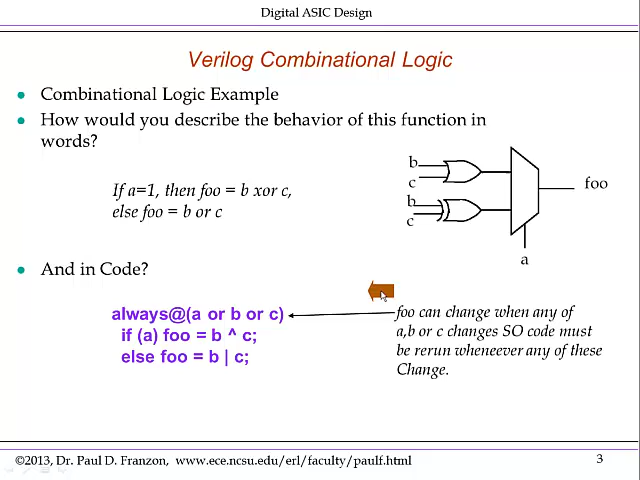 Digital ASIC Design
Verilog Combinational Logic
Combinational Logic Example
How would you describe the behavior of this function in
words?
If a=1, then foo = b xor c,
else foo = b or c
b
c
b
c
foo
a
And in Code?
always@(a or b or c)
if (a) foo = b ^ c;
else foo = b | c;
foo can change when any of
a,b or c changes SO code must
be rerun wheneever any of these
Change.
©2013, Dr. Paul D. Franzon, www.ece.ncsu.edu/erl/faculty/paulf.html
3